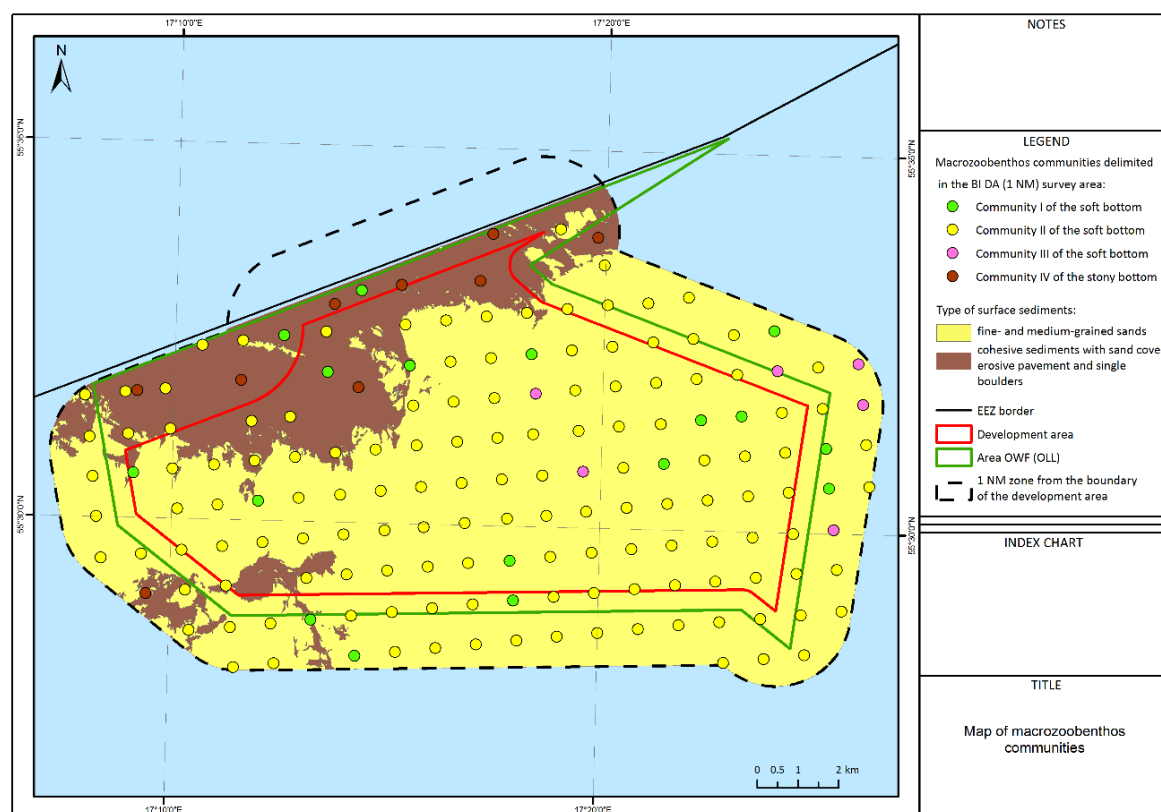 17°10'0"E
17°20'0"E
N
55°35'0"N
55°35'0"N
55°30'0"N
55°30'0"N
0 0.5 1 2 km
17°10'0"E
17°20'0"E
NOTES
LEGEND
Macrozoobenthos communities delimited
in the BI DA (1 NM) survey area:
Community I of the soft bottom
Community II of the soft bottom
Community III of the soft bottom
Community IV of the stony bottom
Type of surface sediments:
fine- and medium-grained sands
cohesive sediments with sand cove
erosive pavement and single
boulders
EEZ border
Development area
Area OWF (OLL)
1 NM zone from the boundary
of the development area
INDEX CHART
TITLE
Map of macrozoobenthos
communities